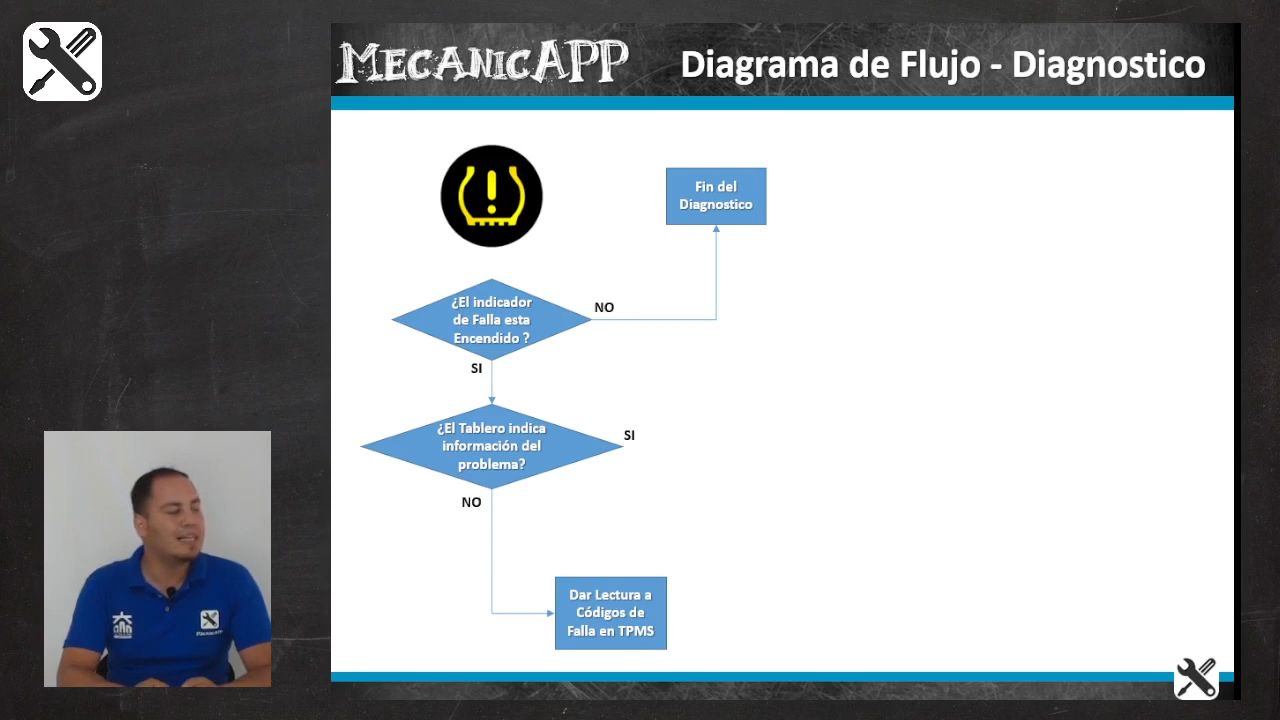 MECANICAPP
Diagrama de Flujo - Diagnostico
Fin del
Diagnostico
¿El indicador
de Falla esta
Encendido ?
NO
SI
¿El Tablero indica
información del
problema?
SI
NO
Dar Lectura a
Códigos de
Falla en TPMS
MECANICAPP